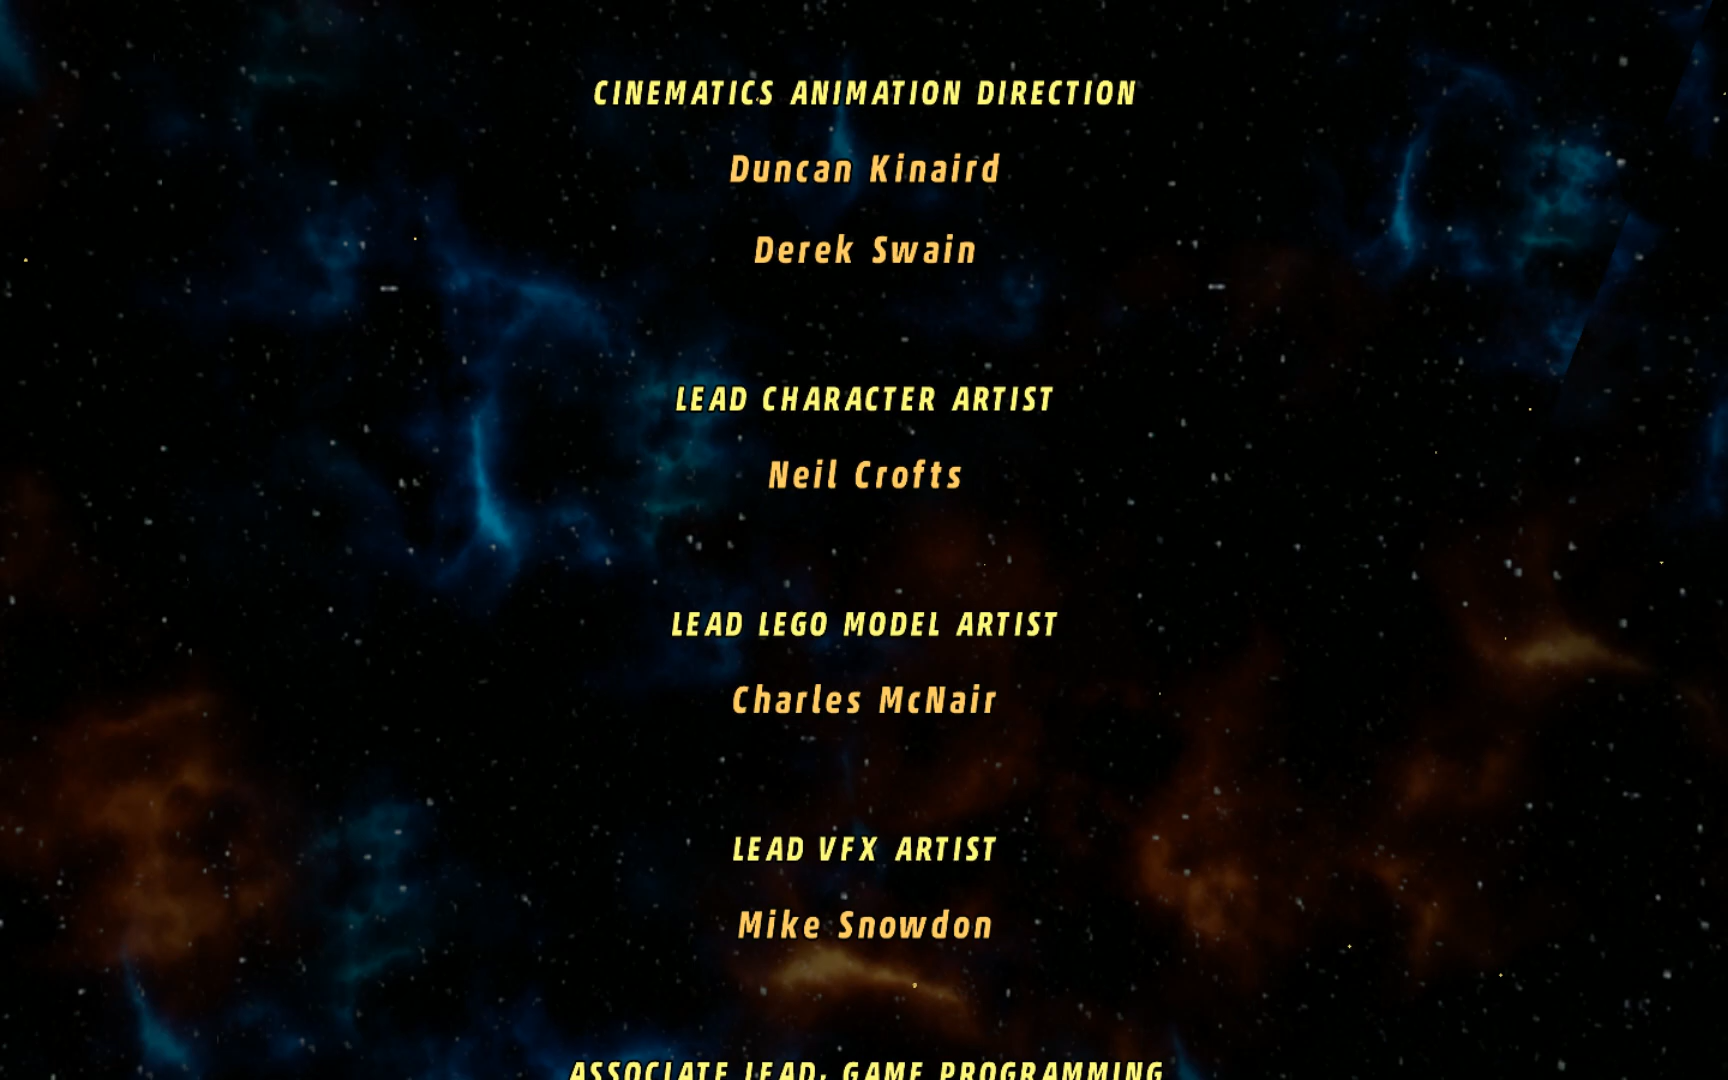 CINEMATICS ANIMATION DIRECTION
Duncan Kinaird
Derek Swain
LEAD CHARACTER ARTIST
Neil Crofts
LEAD LEGO MODEL ARTIST
Charles McNair
LEAD VFX ARTIST
Mike Snowdon
ASSOCIATE LEAD, GAME PROGRAMMING